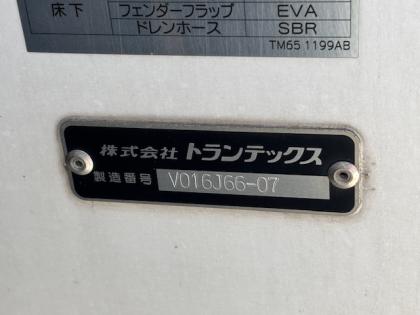 床下 フェンダーフラップ EVA
ドレンホース SBR
TM65 1199AB
株式会社 トランテックス
製造番号 V016J66-07